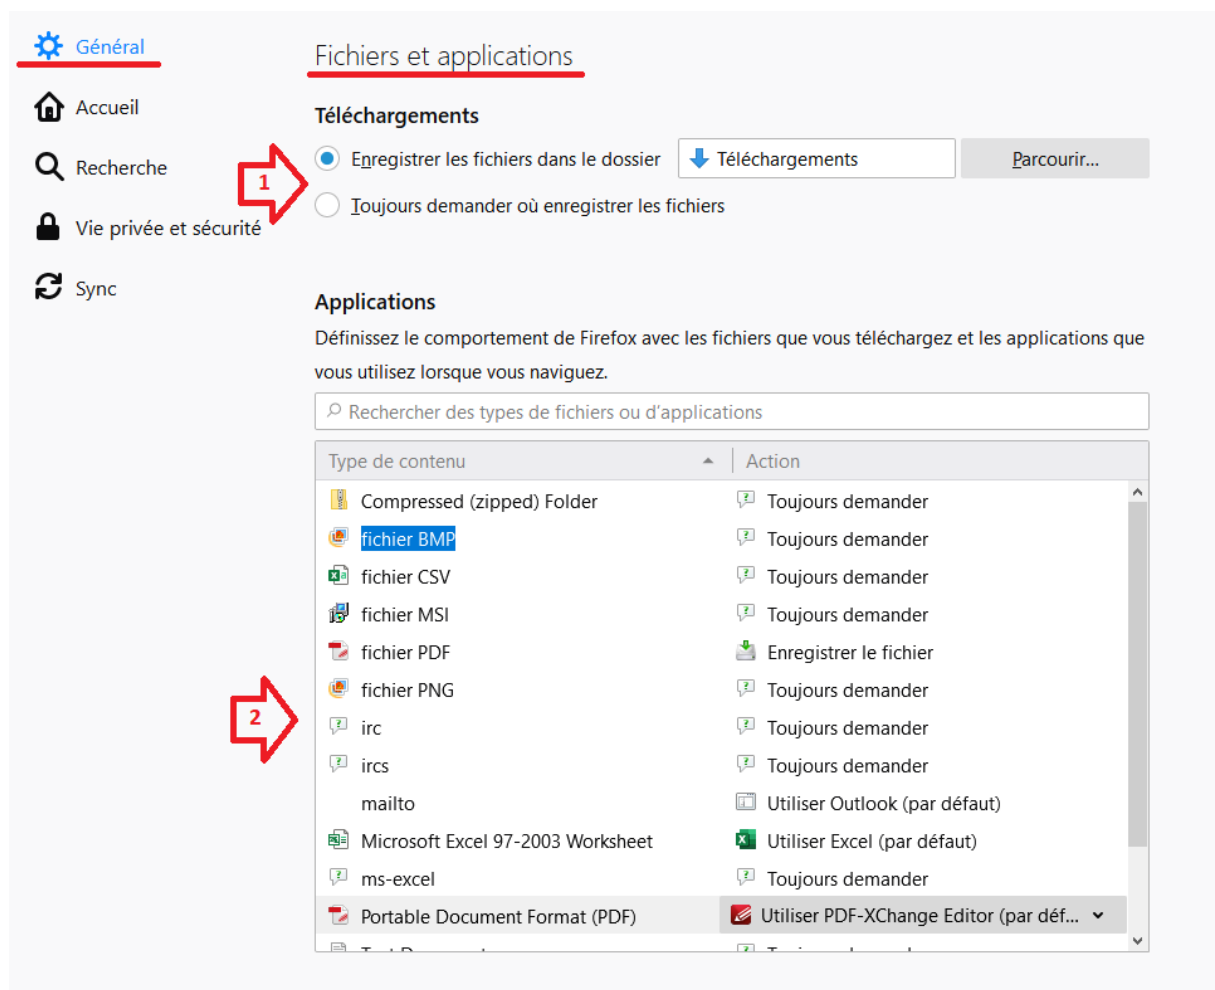 Général
Accueil
Recherche
Vie privée et sécurité
Sync
Fichiers et applications
Téléchargements
1
Enregistrer les fichiers dans le dossier Téléchargements Parcourir...
Toujours demander où enregistrer les fichiers
Applications
Définissez le comportement de Firefox avec les fichiers que vous téléchargez et les applications que
vous utilisez lorsque vous naviguez.
Rechercher des types de fichiers ou d'applications
Type de contenu Action
Compressed (zipped) Folder Toujours demander
fichier BMP Toujours demander
fichier CSV Toujours demander
fichier MSI Toujours demander
fichier PDF Enregistrer le fichier
fichier PNG Toujours demander
2
irc Toujours demander
ircs Toujours demander
mailto Utiliser Outlook (par défaut)
Microsoft Excel 97-2003 Worksheet Utiliser Excel (par défaut)
ms-excel Toujours demander
Portable Document Format (PDF) Utiliser PDF-XChange Editor (par déf...